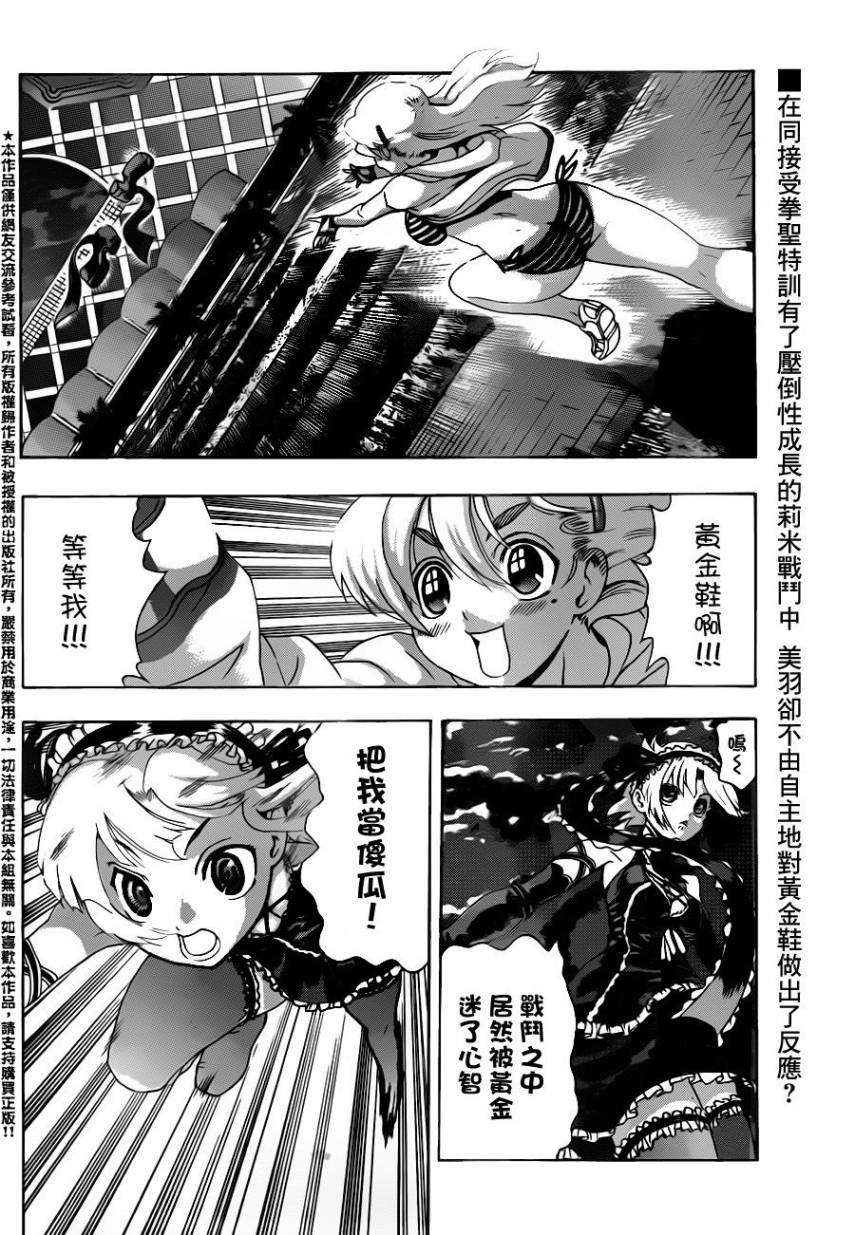 ■在同接受拳聖特訓有了壓倒性成長的莉米戰鬥中 美羽卻不由自主地對黃金鞋做出了反應?
黃金鞋啊!!!
等等我!!!
嗚~
戰鬥之中
居然被黃金
迷了心智
把我當傻瓜!
★本作品僅供網友交流參考試看,所有版權歸作者和被授權的出版社所有,嚴禁用於商業用途,一切法律責任與本組無關。如喜歡本作品,請支持購買正版!!